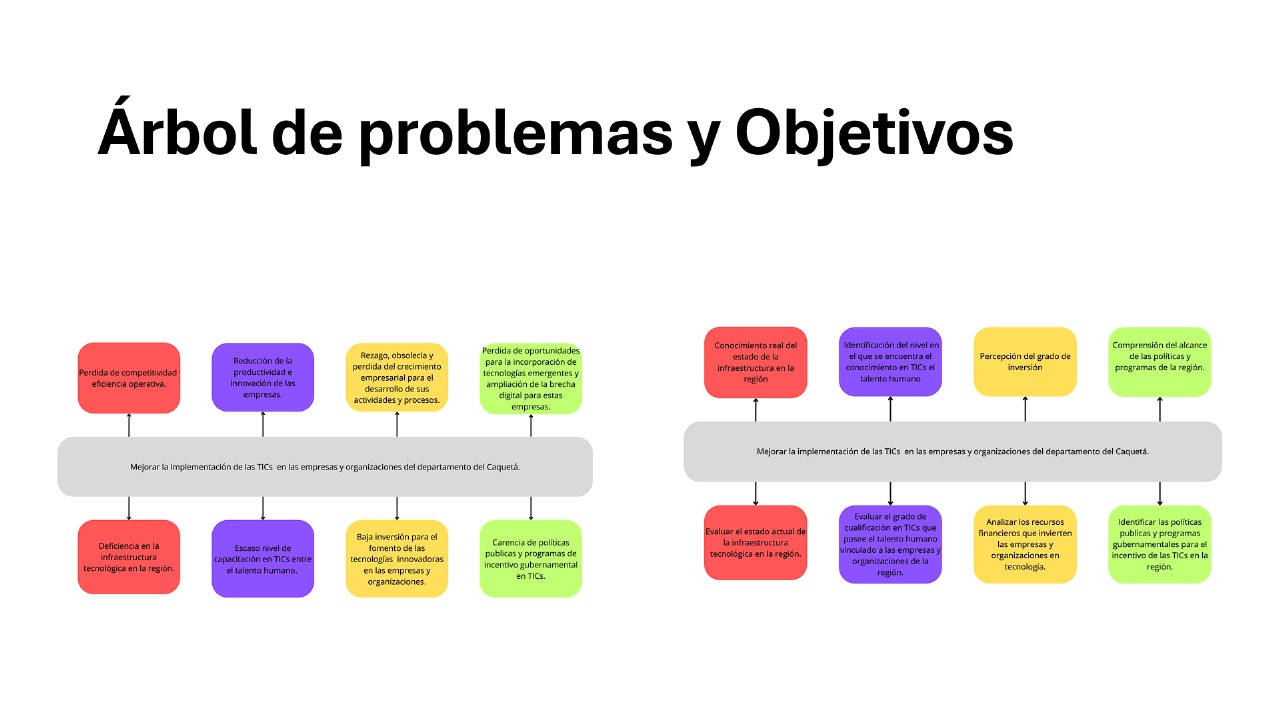 Árbol de problemas y Objetivos
Perdida de competitividad y
eficiencia operativa.
Reducción de la
productividad e
innovación de las
empresas.
Rezago, obsolecia y
perdida del crecimiento
empresarial para el
desarrollo de sus
actividades y procesos.
Perdida de oportunidades
para la incorporación de
tecnologías emergentes y
ampliación de la brecha
digital para estas
empresas.
Mejorar la implementación de las TICs en las empresas y organizaciones del departamento del Caquetá.
Deficiencia en la
infraestructura
tecnológica en la región.
Escaso nivel de
capacitación en TICs entre
el talento humano.
Baja inversión para el
fomento de las
tecnologías innovadoras
en las empresas y
organizaciones.
Carencia de políticas
publicas y programas de
incentivo gubernamental
en TICs.
Conocimiento real del
estado de la
infraestructura en la
región
Identificación del nivel en
el que se encuentra el
conocimiento en TICs el
talento humano
Percepción del grado de
inversión
Comprensión del alcance
de las políticas y
programas de la región.
Mejorar la implementación de las TICs en las empresas y organizaciones del departamento del Caquetá.
Evaluar el estado actual de
la infraestructura
tecnológica en la región.
Evaluar el grado de
cualificación en TICs que
posee el talento humano
vinculado a las empresas y
organizaciones de la
región.
Analizar los recursos
financieros que invierten
las empresas y
organizaciones en
tecnología.
Identificar las políticas
publicas y programas
gubernamentales para el
incentivo de las TICs en la
región.